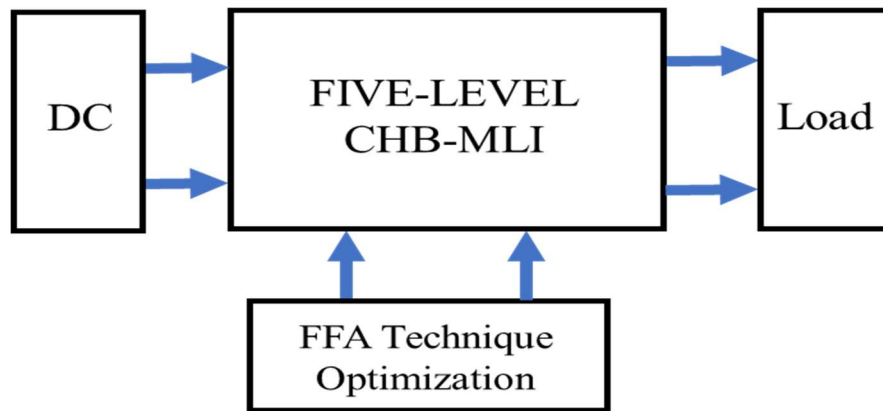 DC
FIVE-LEVEL
CHB-MLI
Load
FFA Technique
Optimization